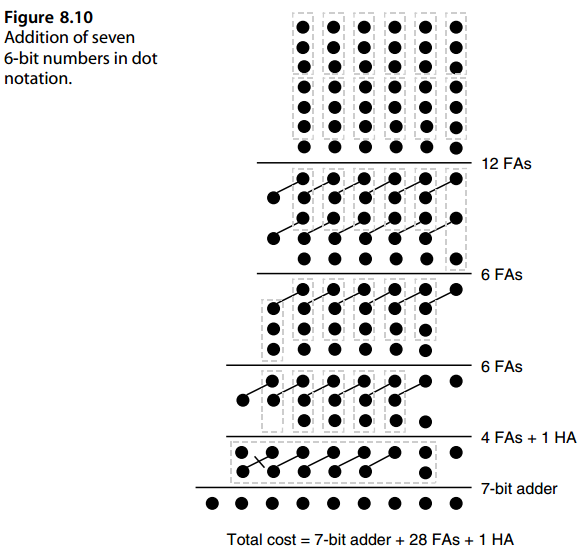 Figure 8.10
Addition of seven
6-bit numbers in dot
notation.
12 FAs
6 FAs
6 FAs
4 FAs + 1 HA
7-bit adder
Total cost = 7-bit adder + 28 FAs + 1 HA